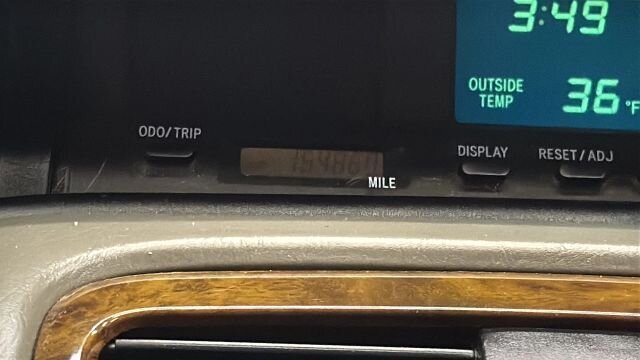 3:49
OUTSIDE
TEMP
36 °F
ODO/TRIP
MILE
DISPLAY
RESET/ADJ